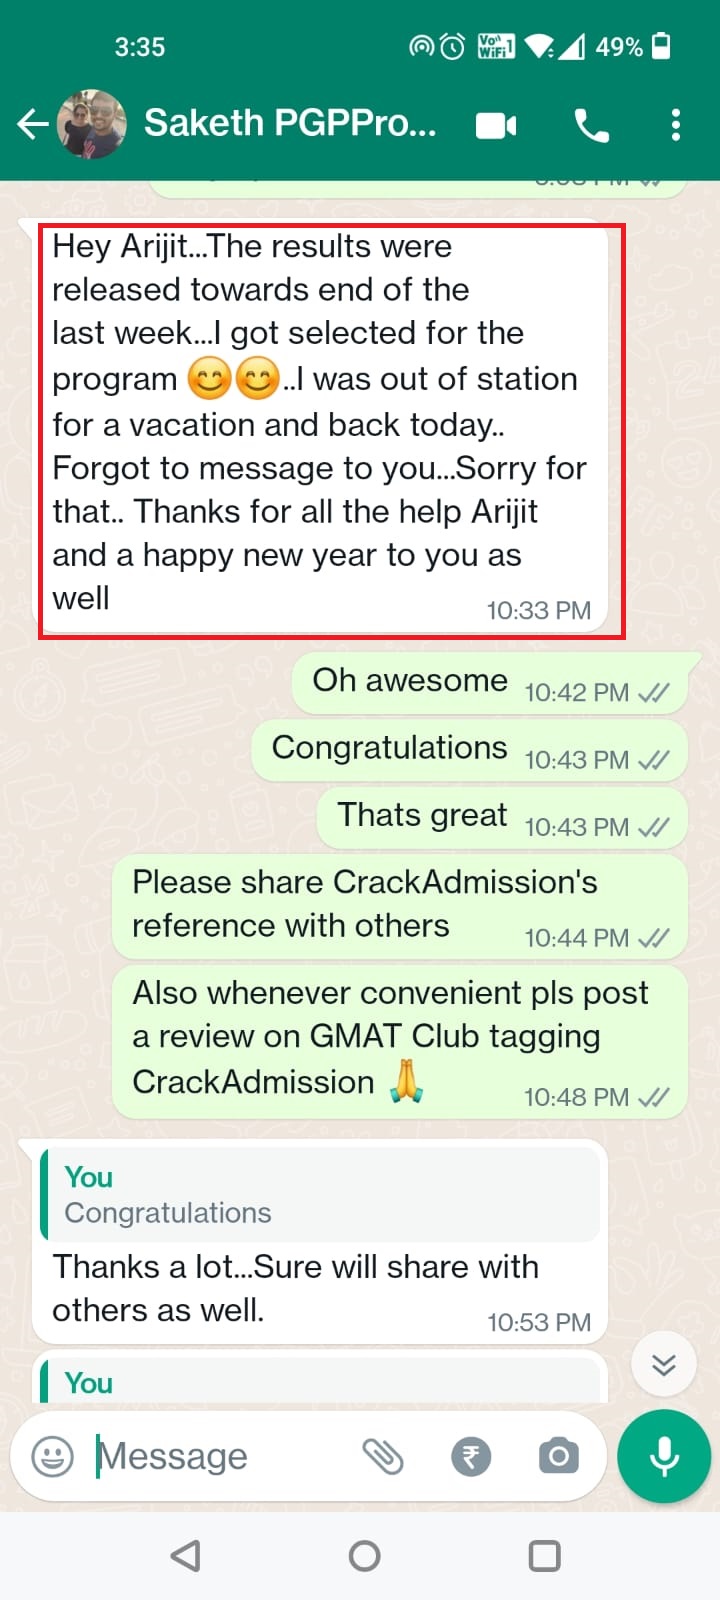 3:35
Vo WiFi 1 49%
Saketh PGPPro...
Hey Arijit...The results were
released towards end of the
last week...I got selected for the
program 😊😊..I was out of station
for a vacation and back today..
Forgot to message to you...Sorry for
that.. Thanks for all the help Arijit
and a happy new year to you as
well
10:33 PM
Oh awesome 10:42 PM
Congratulations 10:43 PM
Thats great 10:43 PM
Please share CrackAdmission's
reference with others 10:44 PM
Also whenever convenient pls post
a review on GMAT Club tagging
CrackAdmission 🙏 10:48 PM
You
Congratulations
Thanks a lot...Sure will share with
others as well. 10:53 PM
You
Message ₹